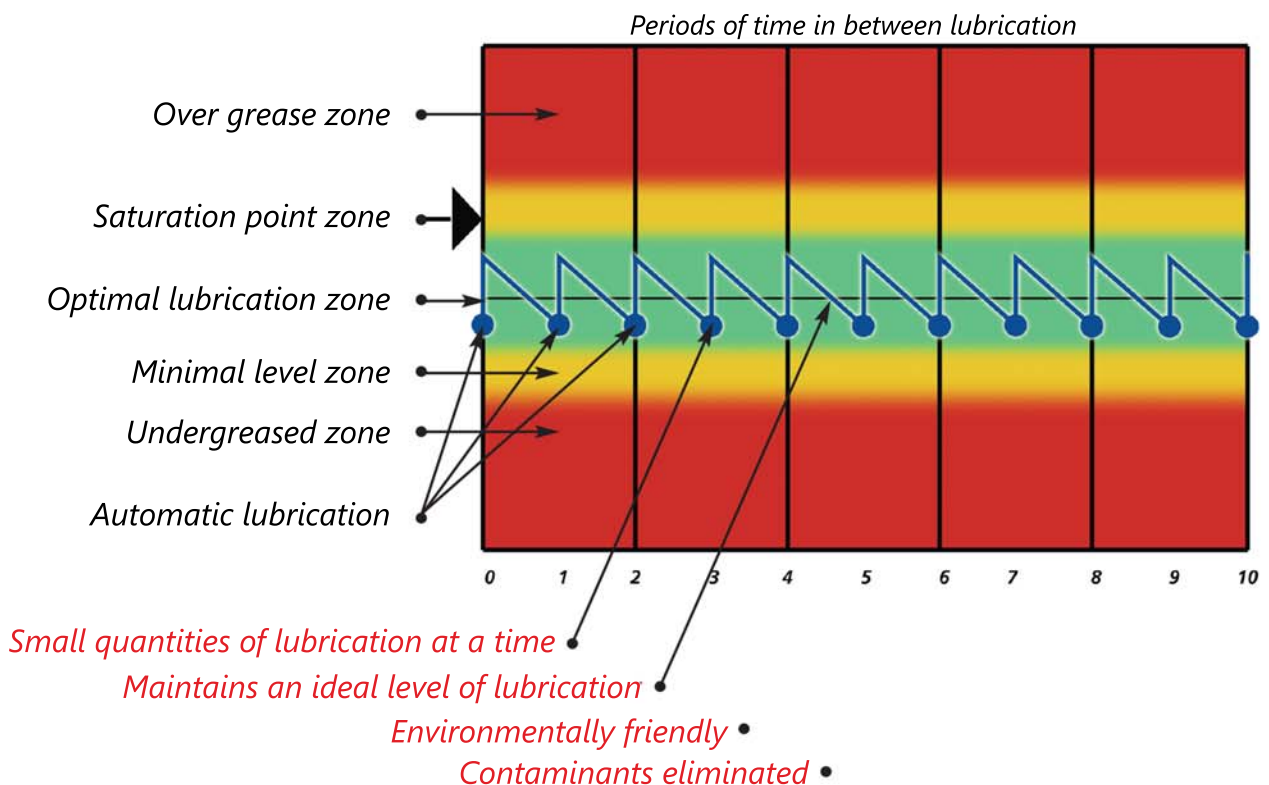 Periods of time in between lubrication
Over grease zone
Saturation point zone
Optimal lubrication zone
Minimal level zone
Undergreased zone
Automatic lubrication
0 1 2 3 4 5 6 7 8 9 10
Small quantities of lubrication at a time
Maintains an ideal level of lubrication
Environmentally friendly
Contaminants eliminated